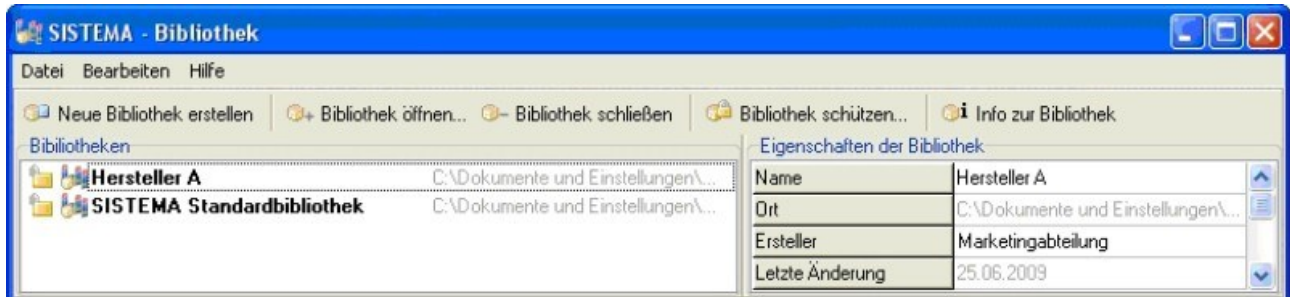 SISTEMA - Bibliothek
Datei Bearbeiten Hilfe
Neue Bibliothek erstellen Bibliothek öffnen... Bibliothek schließen Bibliothek schützen... Info zur Bibliothek
Bibiliotheken Eigenschaften der Bibliothek
Hersteller A C:\Dokumente und Einstellungen\... Name Hersteller A
SISTEMA Standardbibliothek C:\Dokumente und Einstellungen\... Ort C:\Dokumente und Einstellungen\...
Ersteller Marketingabteilung
Letzte Änderung 25.06.2009